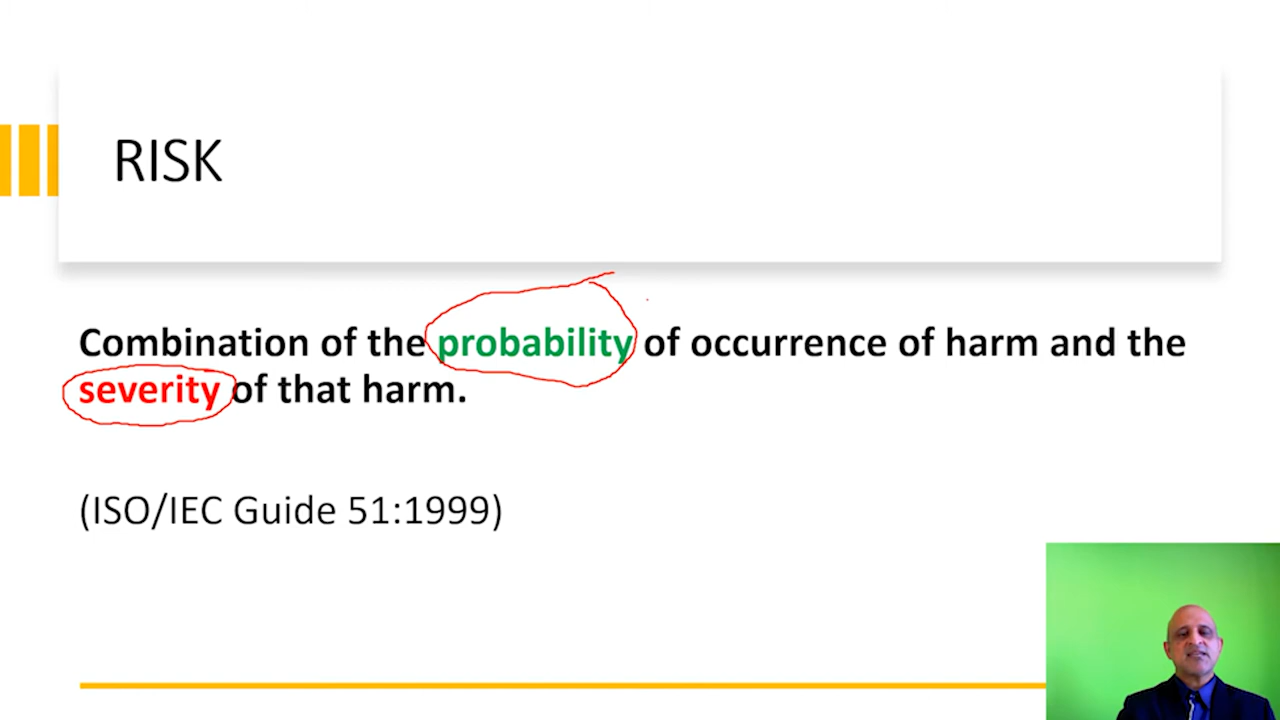 RISK
Combination of the probability of occurrence of harm and the
severity of that harm.
(ISO/IEC Guide 51:1999)